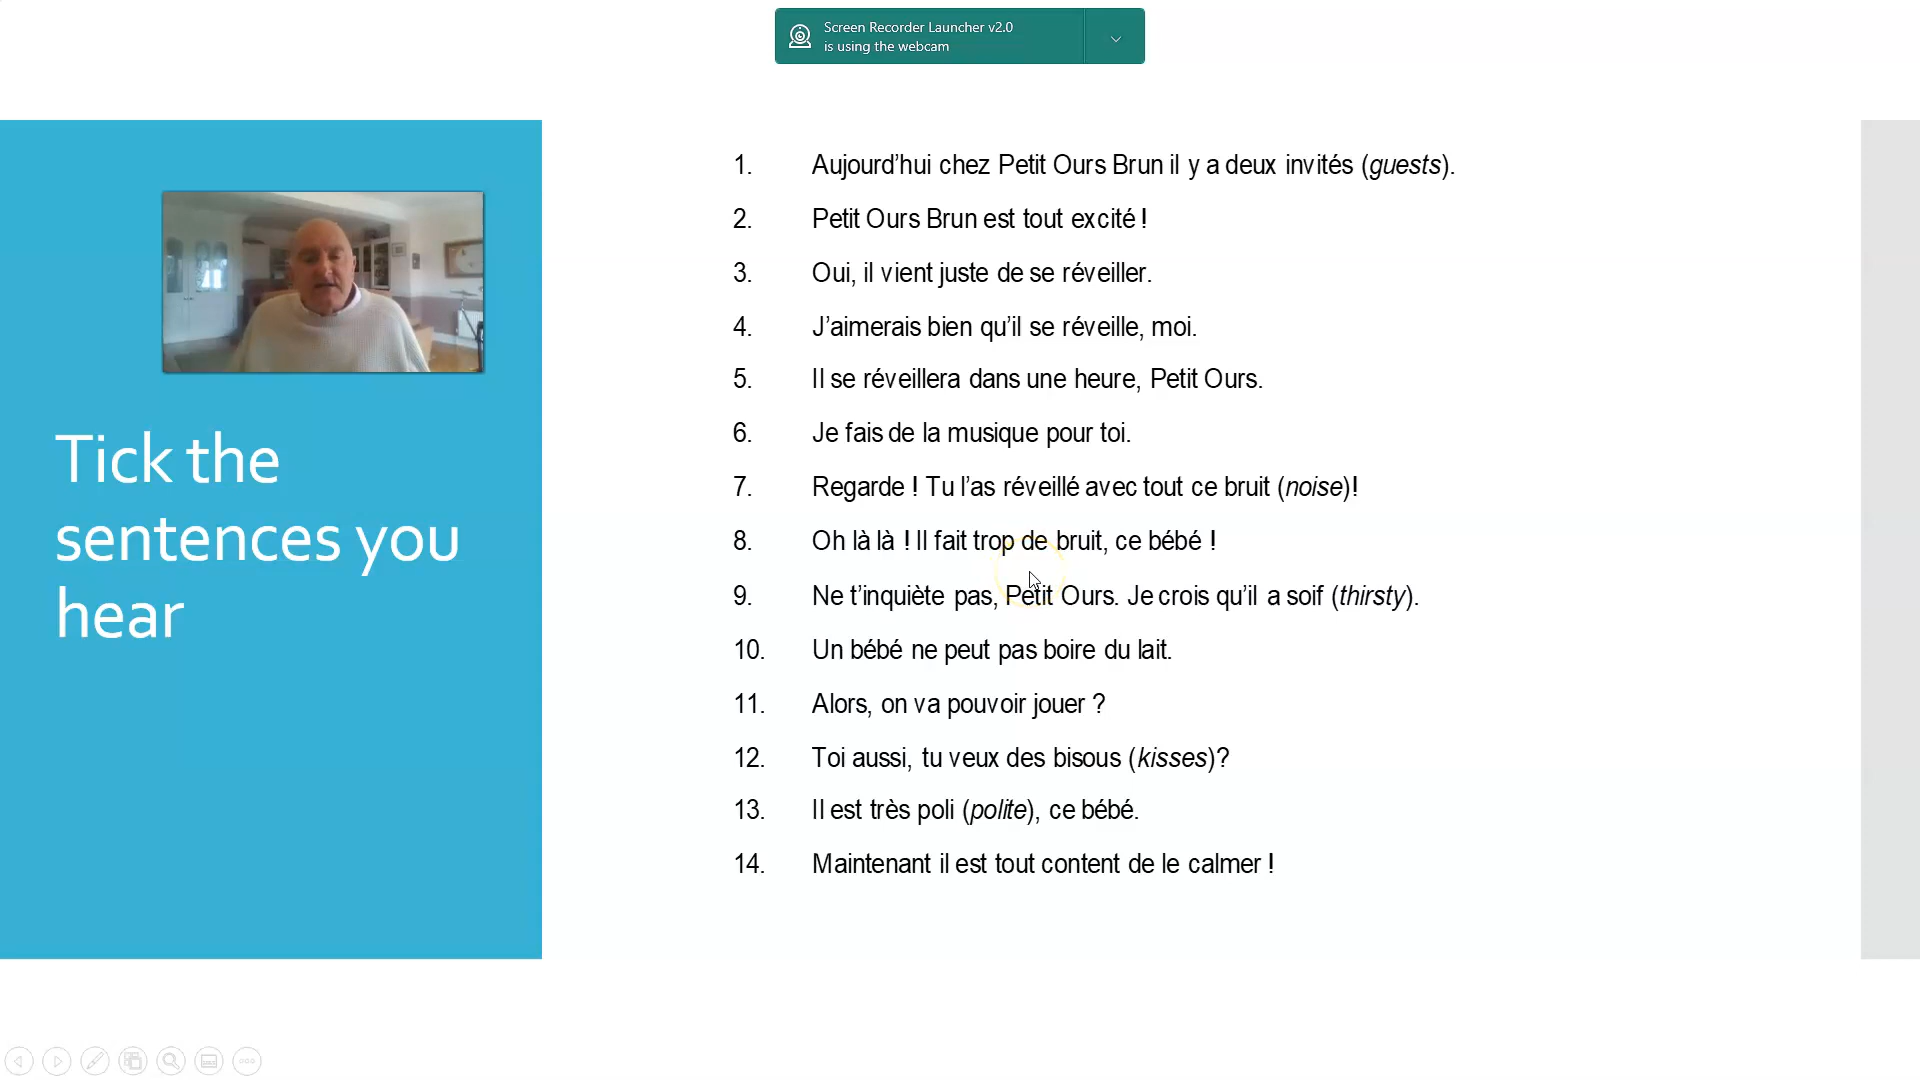 Screen Recorder Launcher v2.0
is using the webcam
Tick the
sentences you
hear
1. Aujourd’hui chez Petit Ours Brun il y a deux invités (guests).
2. Petit Ours Brun est tout excité !
3. Oui, il vient juste de se réveiller.
4. J’aimerais bien qu’il se réveille, moi.
5. Il se réveillera dans une heure, Petit Ours.
6. Je fais de la musique pour toi.
7. Regarde ! Tu l’as réveillé avec tout ce bruit (noise)!
8. Oh là là ! Il fait trop de bruit, ce bébé !
9. Ne t’inquiète pas, Petit Ours. Je crois qu’il a soif (thirsty).
10. Un bébé ne peut pas boire du lait.
11. Alors, on va pouvoir jouer ?
12. Toi aussi, tu veux des bisous (kisses)?
13. Il est très poli (polite), ce bébé.
14. Maintenant il est tout content de le calmer !